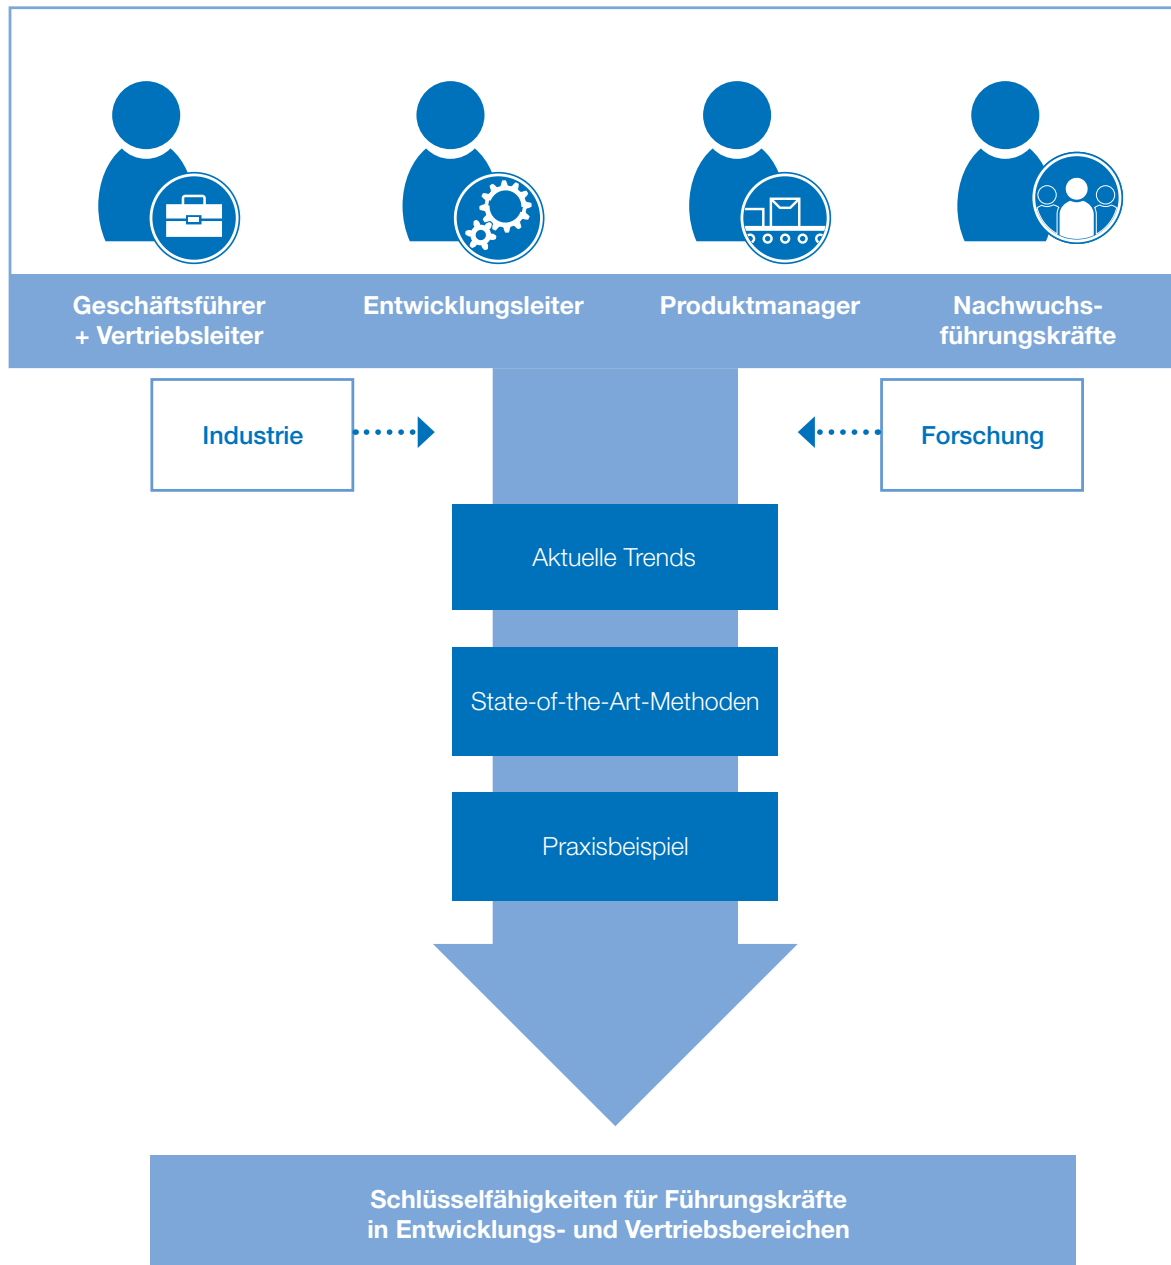 Geschäftsführer
+ Vertriebsleiter
Entwicklungsleiter
Produktmanager
Nachwuchs-
führungskräfte
Industrie
Forschung
Aktuelle Trends
State-of-the-Art-Methoden
Praxisbeispiel
Schlüsselfähigkeiten für Führungskräfte
in Entwicklungs- und Vertriebsbereichen